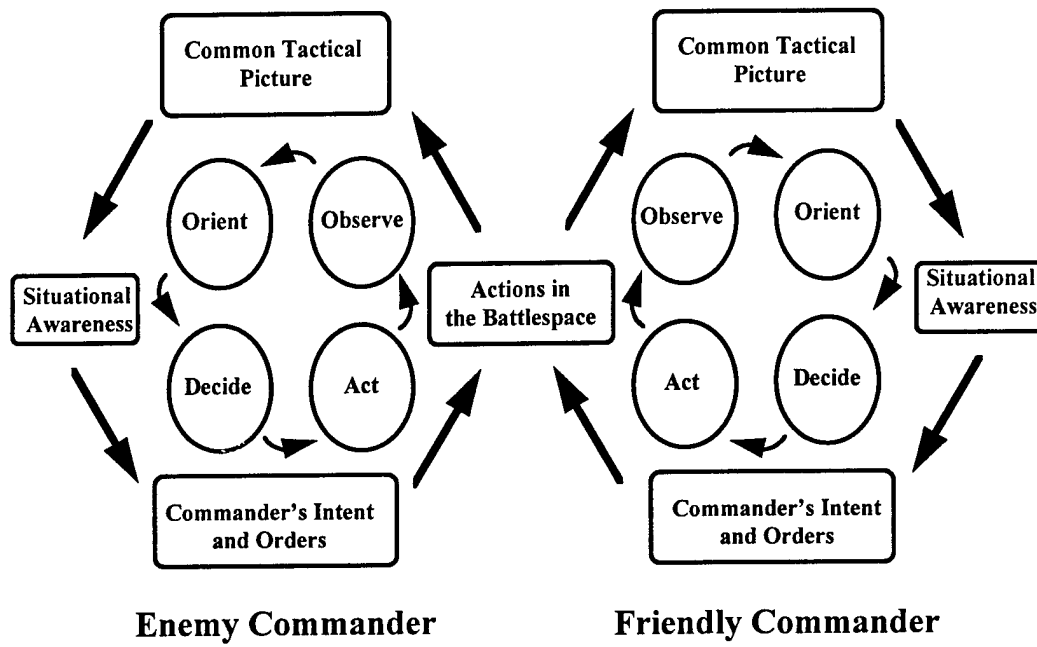 Common Tactical
Picture
Common Tactical
Picture
Orient
Observe
Observe
Orient
Situational
Awareness
Actions in
the Battlespace
Situational
Awareness
Decide
Act
Act
Decide
Commander's Intent
and Orders
Commander's Intent
and Orders
Enemy Commander
Friendly Commander